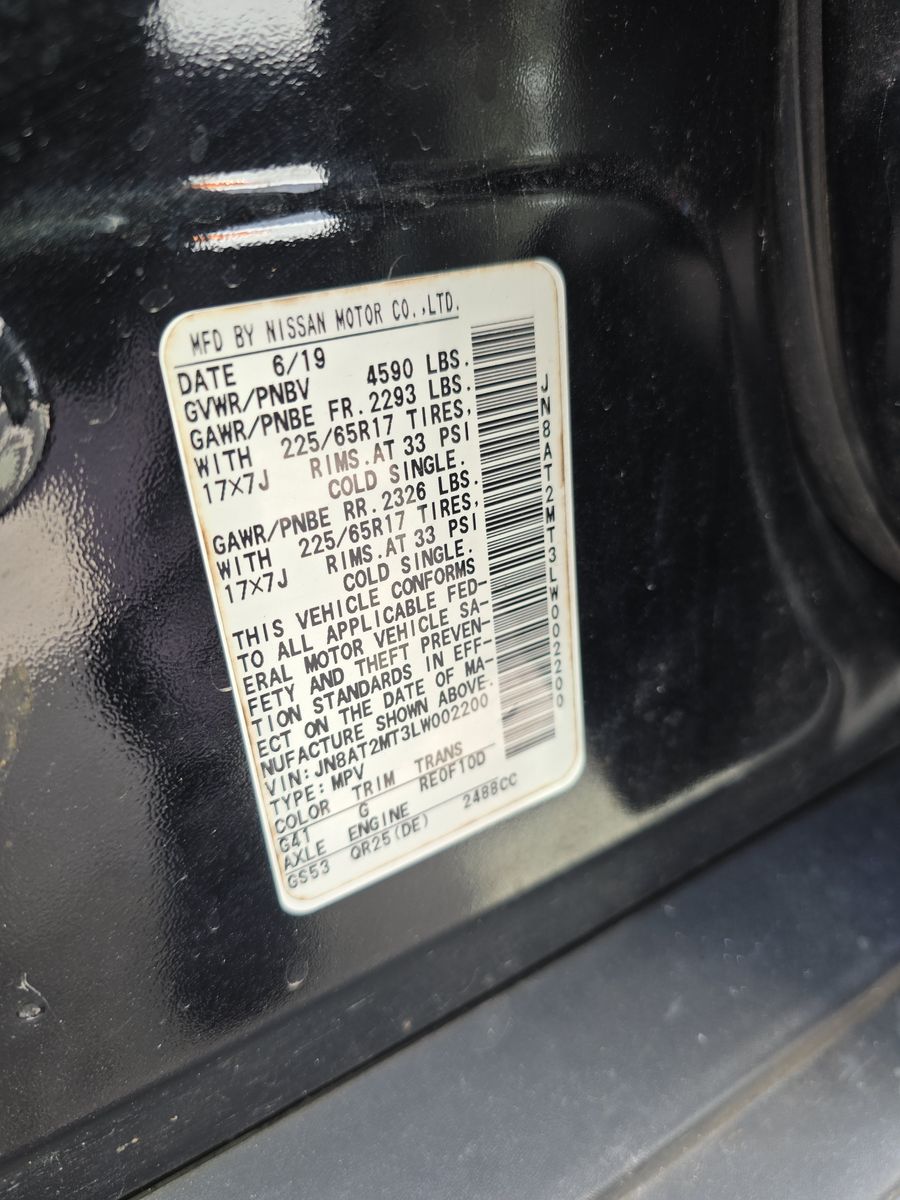 MFD BY NISSAN MOTOR CO.,LTD.
DATE 6/19
GVWR/PNBV 4590 LBS.
GAWR/PNBE FR.2293 LBS.
WITH 225/65R17 TIRES,
17X7J RIMS.AT 33 PSI
COLD SINGLE.
GAWR/PNBE RR.2326 LBS.
WITH 225/65R17 TIRES,
17X7J RIMS.AT 33 PSI
COLD SINGLE.
THIS VEHICLE CONFORMS
TO ALL APPLICABLE FED-
ERAL MOTOR VEHICLE SA-
FETY AND THEFT PREVEN-
TION STANDARDS IN EFF-
ECT ON THE DATE OF MA-
NUFACTURE SHOWN ABOVE.
VIN:JN8AT2MT3LW002200
TYPE:MPV
COLOR TRIM TRANS
G41 G RE0F10D
AXLE ENGINE
GS53 QR25(DE) 2488CC
JN8AT2MT3LW002200